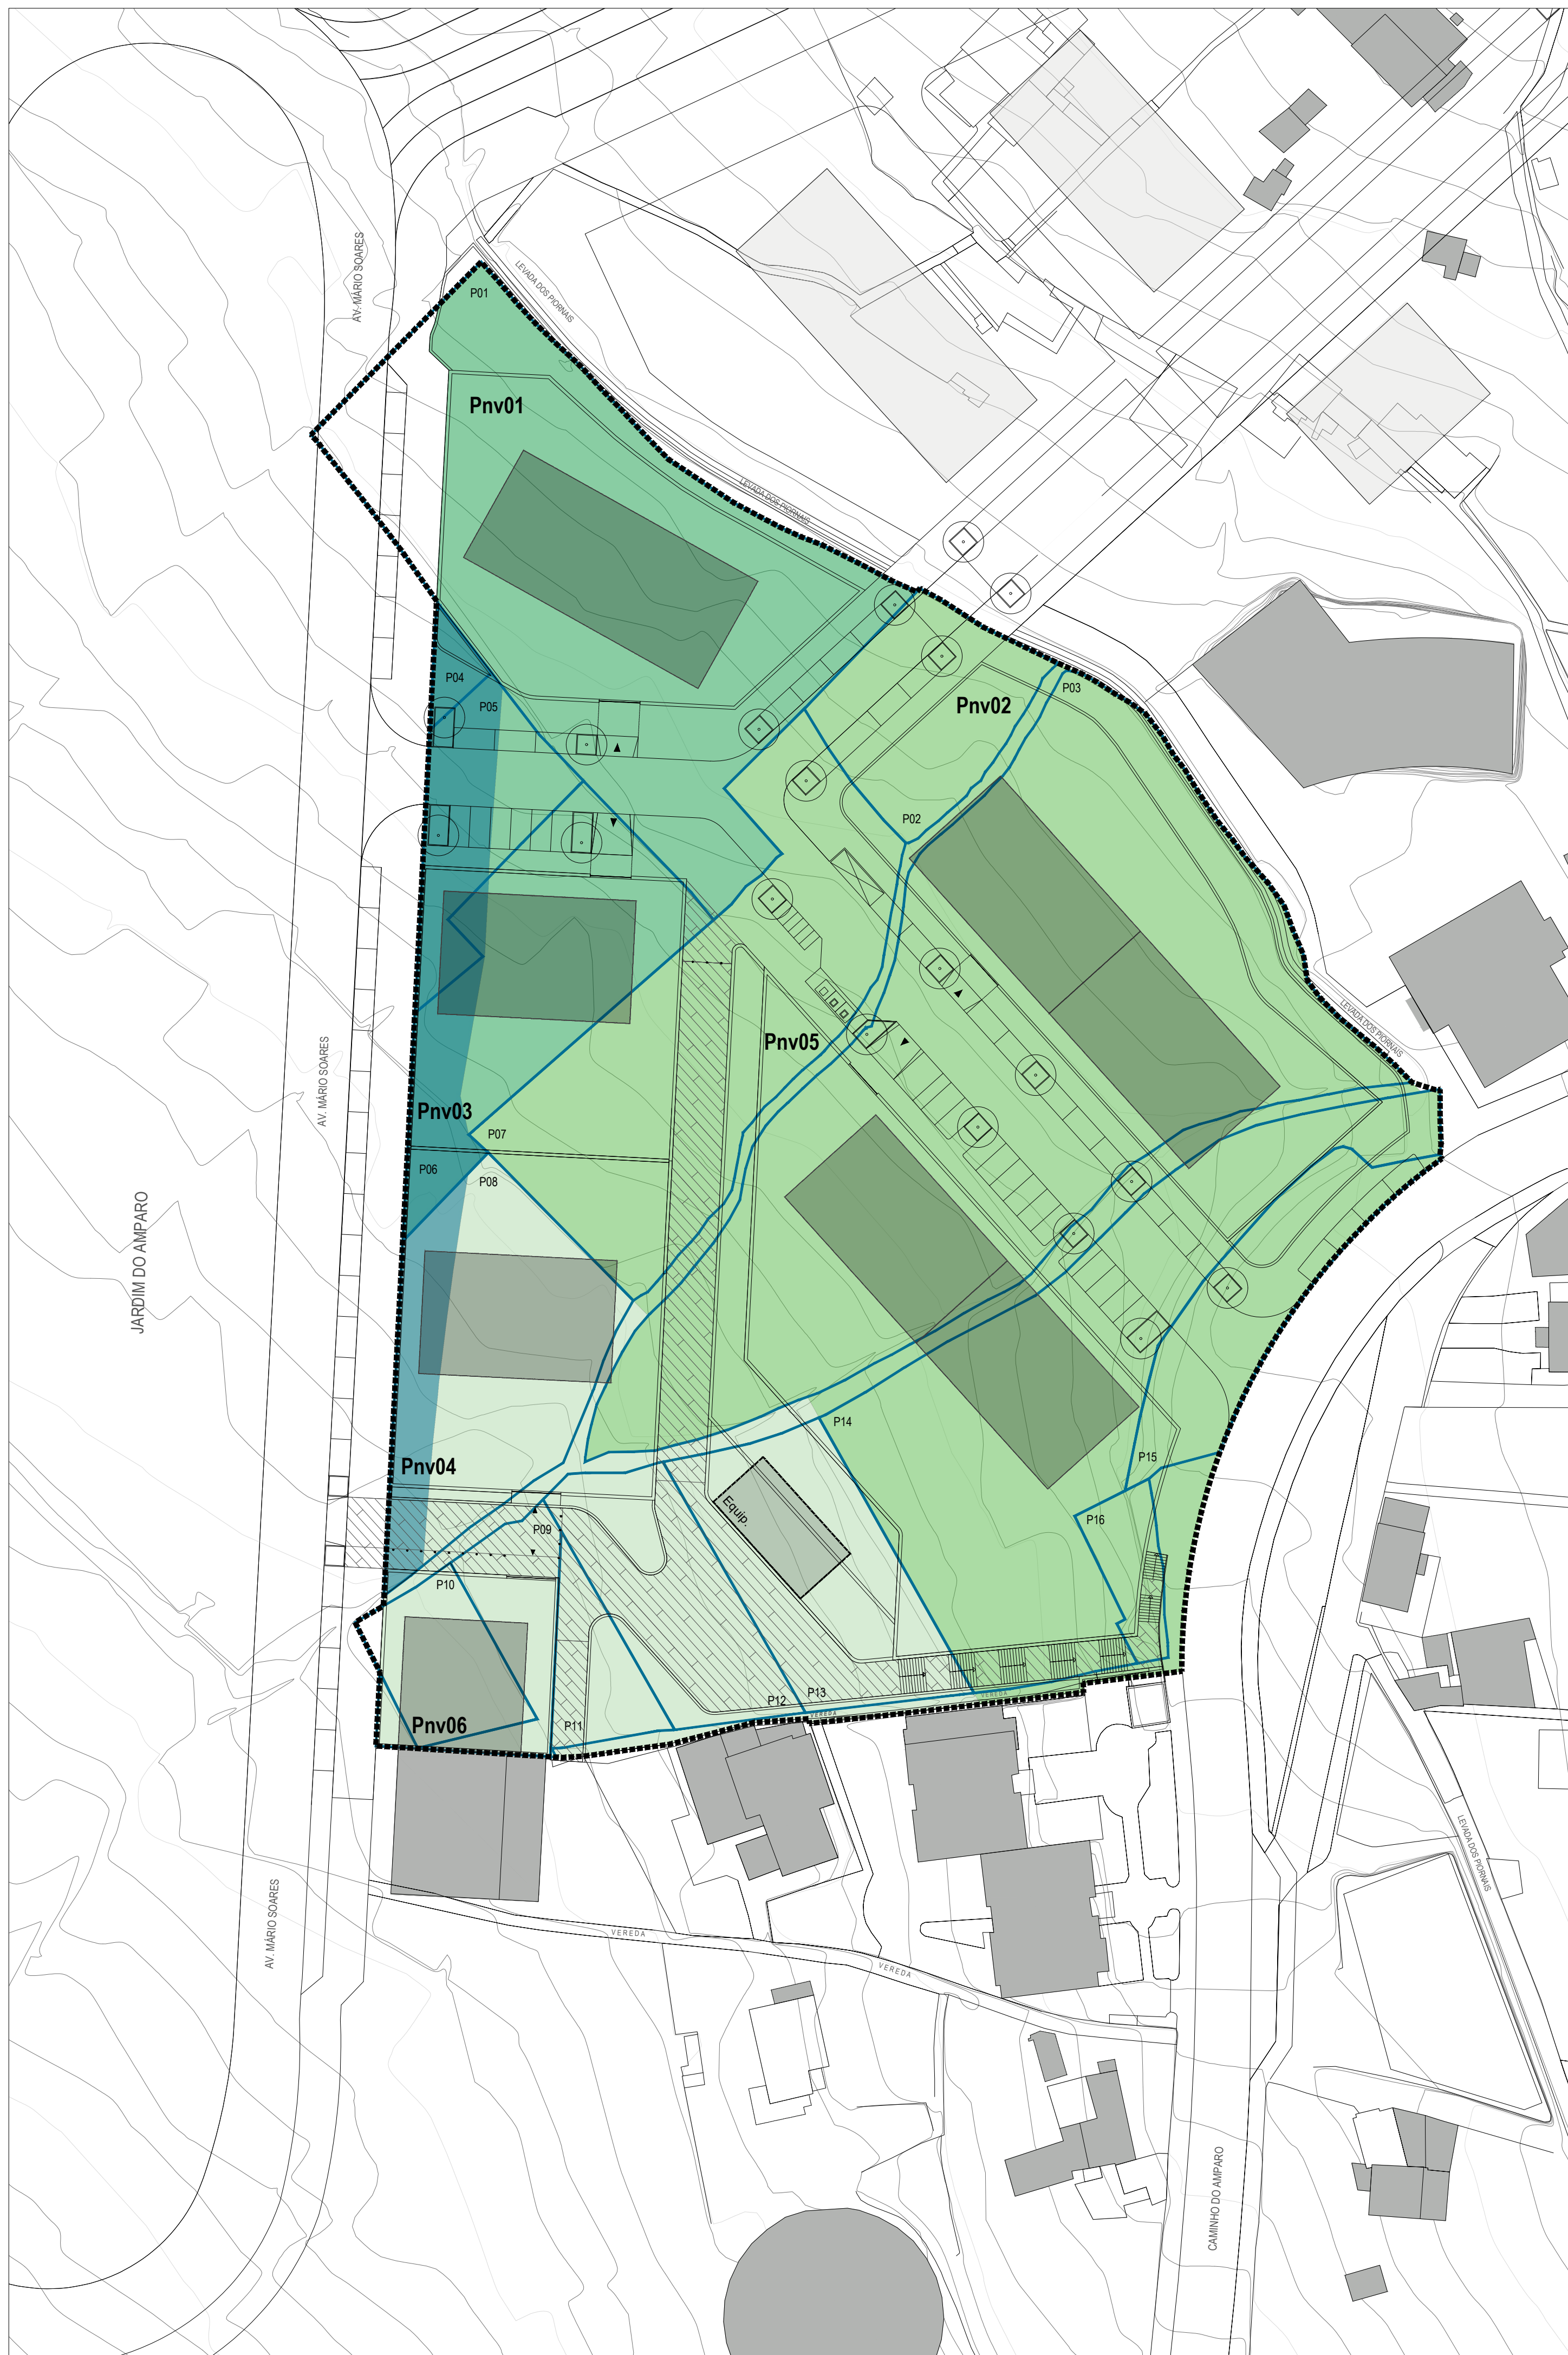 AV. MÁRIO SOARES
LEVADA DOS PIORNAIS
P01
Pnv01
LEVADA DOS PIORNAIS
P04
P05
P03
Pnv02
P02
Pnv05
LEVADA DOS PIORNAIS
AV. MÁRIO SOARES
Pnv03
P07
P06
P08
JARDIM DO AMPARO
P14
P15
Pnv04
Equip.
P16
P09
P10
P13
P12
VEREDA
VEREDA
Pnv06
P11
LEVADA DOS PIORNAIS
AV. MÁRIO SOARES
VEREDA
VEREDA
CAMINHO DO AMPARO